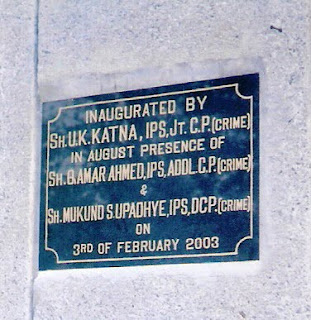 INAUGURATED BY
SH.U.K.KATNA, IPS, JT. C.P.(CRIME)
IN AUGUST PRESENCE OF
SH.B.AMAR AHMED, IPS, ADDL.C.P.(CRIME)
&
SH.MUKUND S.UPADHYE, IPS, DCP.(CRIME)
ON
3RD OF FEBRUARY 2003